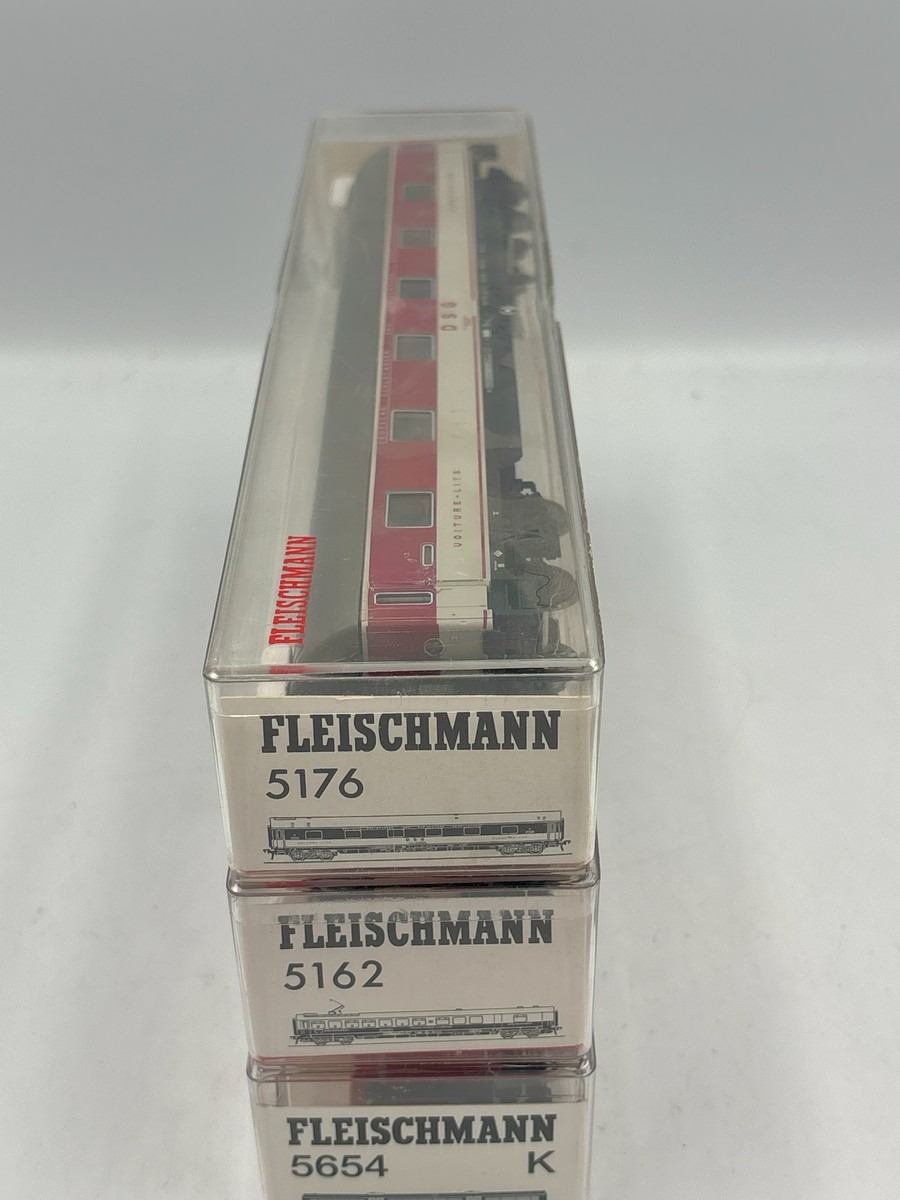 DSG
VOITURE-LITS
FLEISCHMANN
FLEISCHMANN
5176
FLEISCHMANN
5162
FLEISCHMANN
5654 K